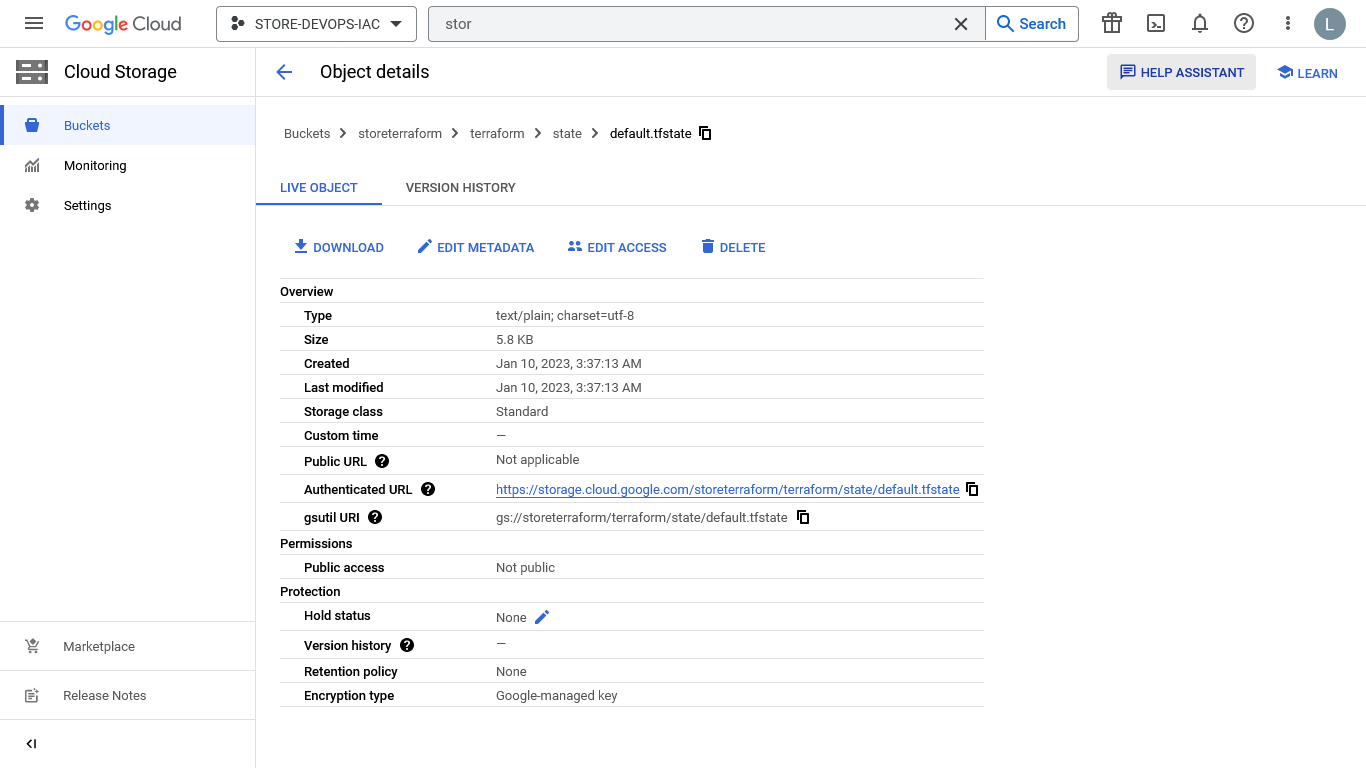 Google Cloud
STORE-DEVOPS-IAC
stor
Search
L
Cloud Storage
Object details
HELP ASSISTANT
LEARN
Buckets
Monitoring
Settings
Marketplace
Release Notes
Buckets > storeterraform > terraform > state > default.tfstate
LIVE OBJECT VERSION HISTORY
DOWNLOAD EDIT METADATA EDIT ACCESS DELETE
Overview
Type text/plain; charset=utf-8
Size 5.8 KB
Created Jan 10, 2023, 3:37:13 AM
Last modified Jan 10, 2023, 3:37:13 AM
Storage class Standard
Custom time —
Public URL ? Not applicable
Authenticated URL ? https://storage.cloud.google.com/storeterraform/terraform/state/default.tfstate
gsutil URI ? gs://storeterraform/terraform/state/default.tfstate
Permissions
Public access Not public
Protection
Hold status None
Version history ? —
Retention policy None
Encryption type Google-managed key